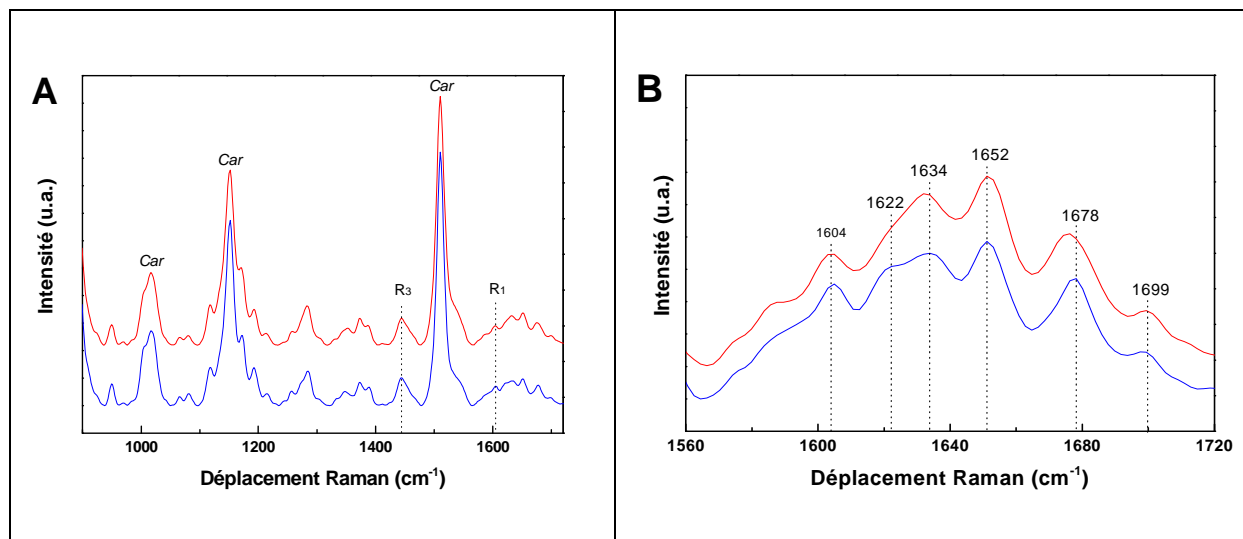 A
Car
Car
Car
R3
R1
Intensité (u.a.)
1000
1200
1400
1600
Déplacement Raman (cm-1)
B
1604
1622
1634
1652
1678
1699
Intensité (u.a.)
1560
1600
1640
1680
1720
Déplacement Raman (cm-1)